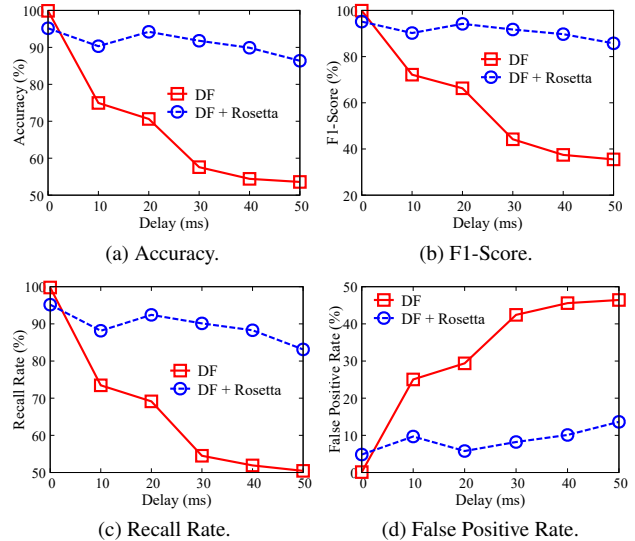 100
90
80
70
60
50
Accuracy (%)
DF
DF + Rosetta
0 10 20 30 40 50
Delay (ms)
(a) Accuracy.
100
80
60
40
20
F1-Score (%)
DF
DF + Rosetta
0 10 20 30 40 50
Delay (ms)
(b) F1-Score.
100
90
80
70
60
50
Recall Rate (%)
DF
DF + Rosetta
0 10 20 30 40 50
Delay (ms)
(c) Recall Rate.
50
40
30
20
10
0
False Positive Rate (%)
DF
DF + Rosetta
0 10 20 30 40 50
Delay (ms)
(d) False Positive Rate.